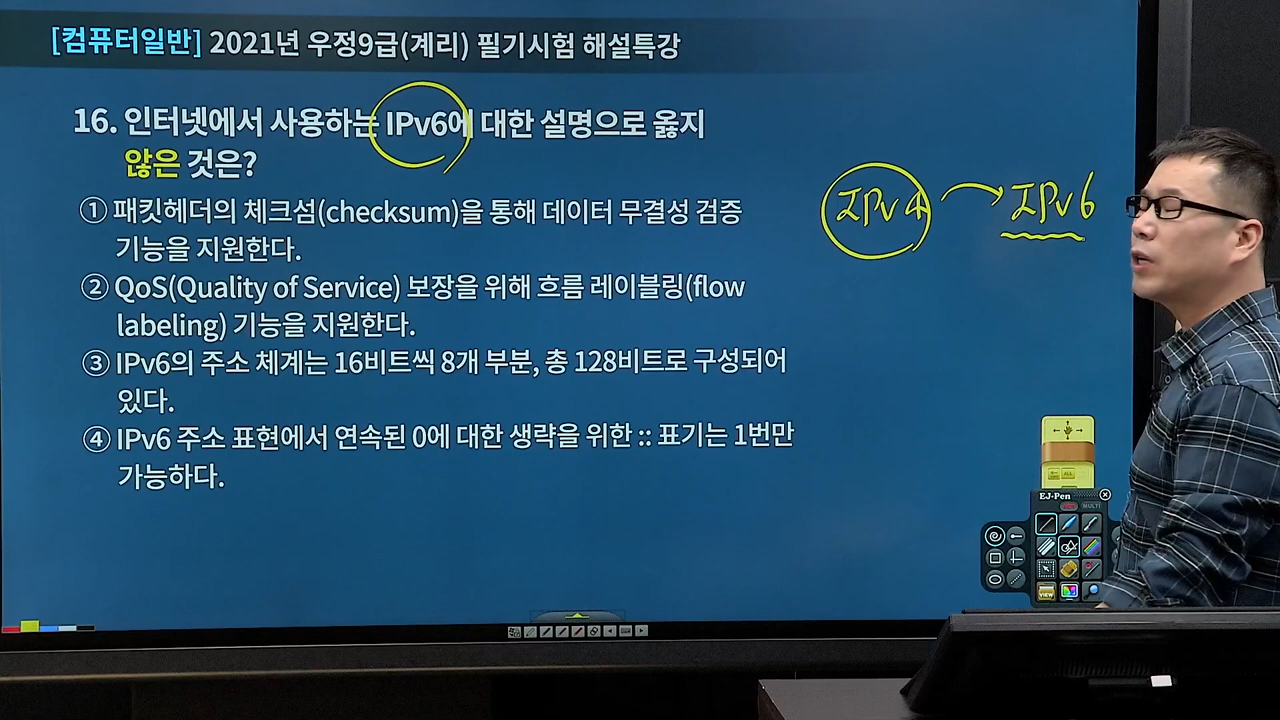 [컴퓨터일반] 2021년 우정9급(계리) 필기시험 해설특강
16. 인터넷에서 사용하는 IPv6에 대한 설명으로 옳지
않은 것은?
① 패킷헤더의 체크섬(checksum)을 통해 데이터 무결성 검증
기능을 지원한다.
② QoS(Quality of Service) 보장을 위해 흐름 레이블링(flow
labeling) 기능을 지원한다.
③ IPv6의 주소 체계는 16비트씩 8개 부분, 총 128비트로 구성되어
있다.
④ IPv6 주소 표현에서 연속된 0에 대한 생략을 위한 :: 표기는 1번만
가능하다.
IPv4 → IPv6
EJ-Pen
MULTI
VIEW